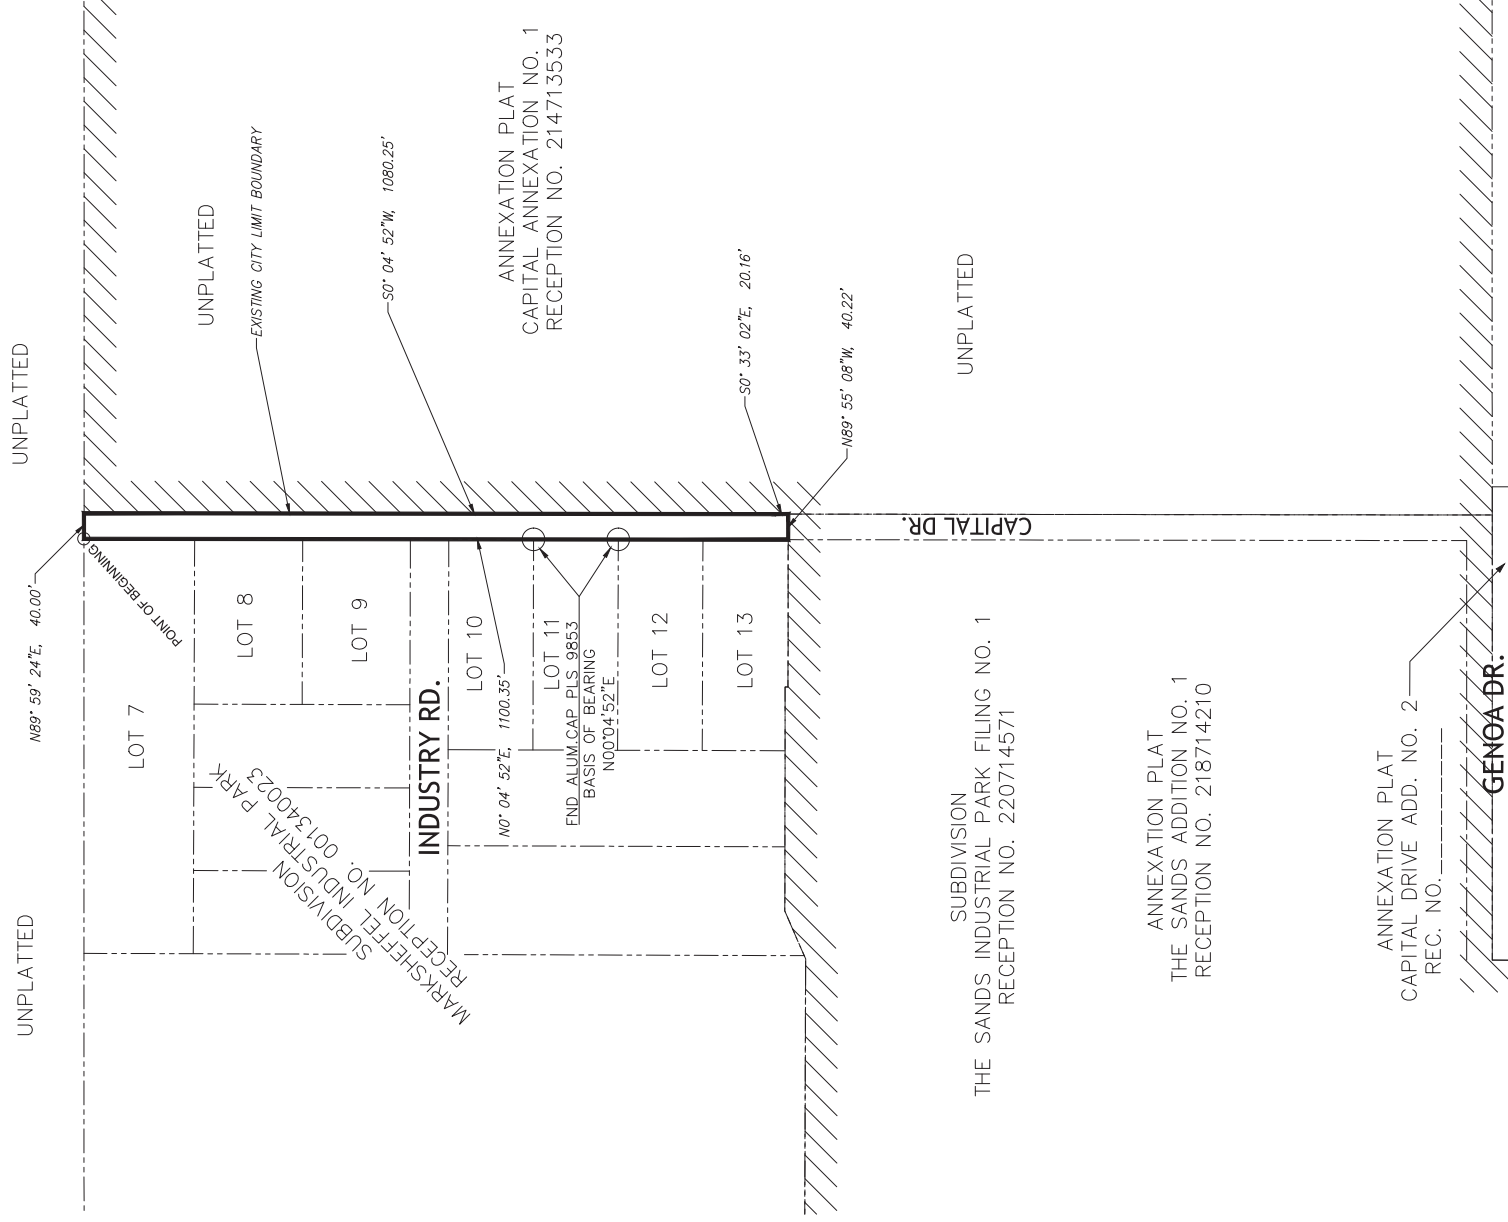 UNPLATTED
UNPLATTED
N89° 59' 24"E, 40.00'
POINT OF BEGINNING
UNPLATTED
EXISTING CITY LIMIT BOUNDARY
S0° 04' 52"W, 1080.25'
ANNEXATION PLAT
CAPITAL ANNEXATION NO. 1
RECEPTION NO. 214713533
LOT 7
LOT 8
LOT 9
SUBDIVISION
MARKSHEFFEL INDUSTRIAL PARK
RECEPTION NO. 001340023
INDUSTRY RD.
LOT 10
N0° 04' 52"E, 1100.35'
LOT 11
FND ALUM.CAP PLS 9853
BASIS OF BEARING
N00°04'52"E
LOT 12
LOT 13
S0° 33' 02"E, 20.16'
N89° 55' 08"W, 40.22'
UNPLATTED
CAPITAL DR.
SUBDIVISION
THE SANDS INDUSTRIAL PARK FILING NO. 1
RECEPTION NO. 220714571
ANNEXATION PLAT
THE SANDS ADDITION NO. 1
RECEPTION NO. 218714210
ANNEXATION PLAT
CAPITAL DRIVE ADD. NO. 2
REC. NO.__________
GENOA DR.